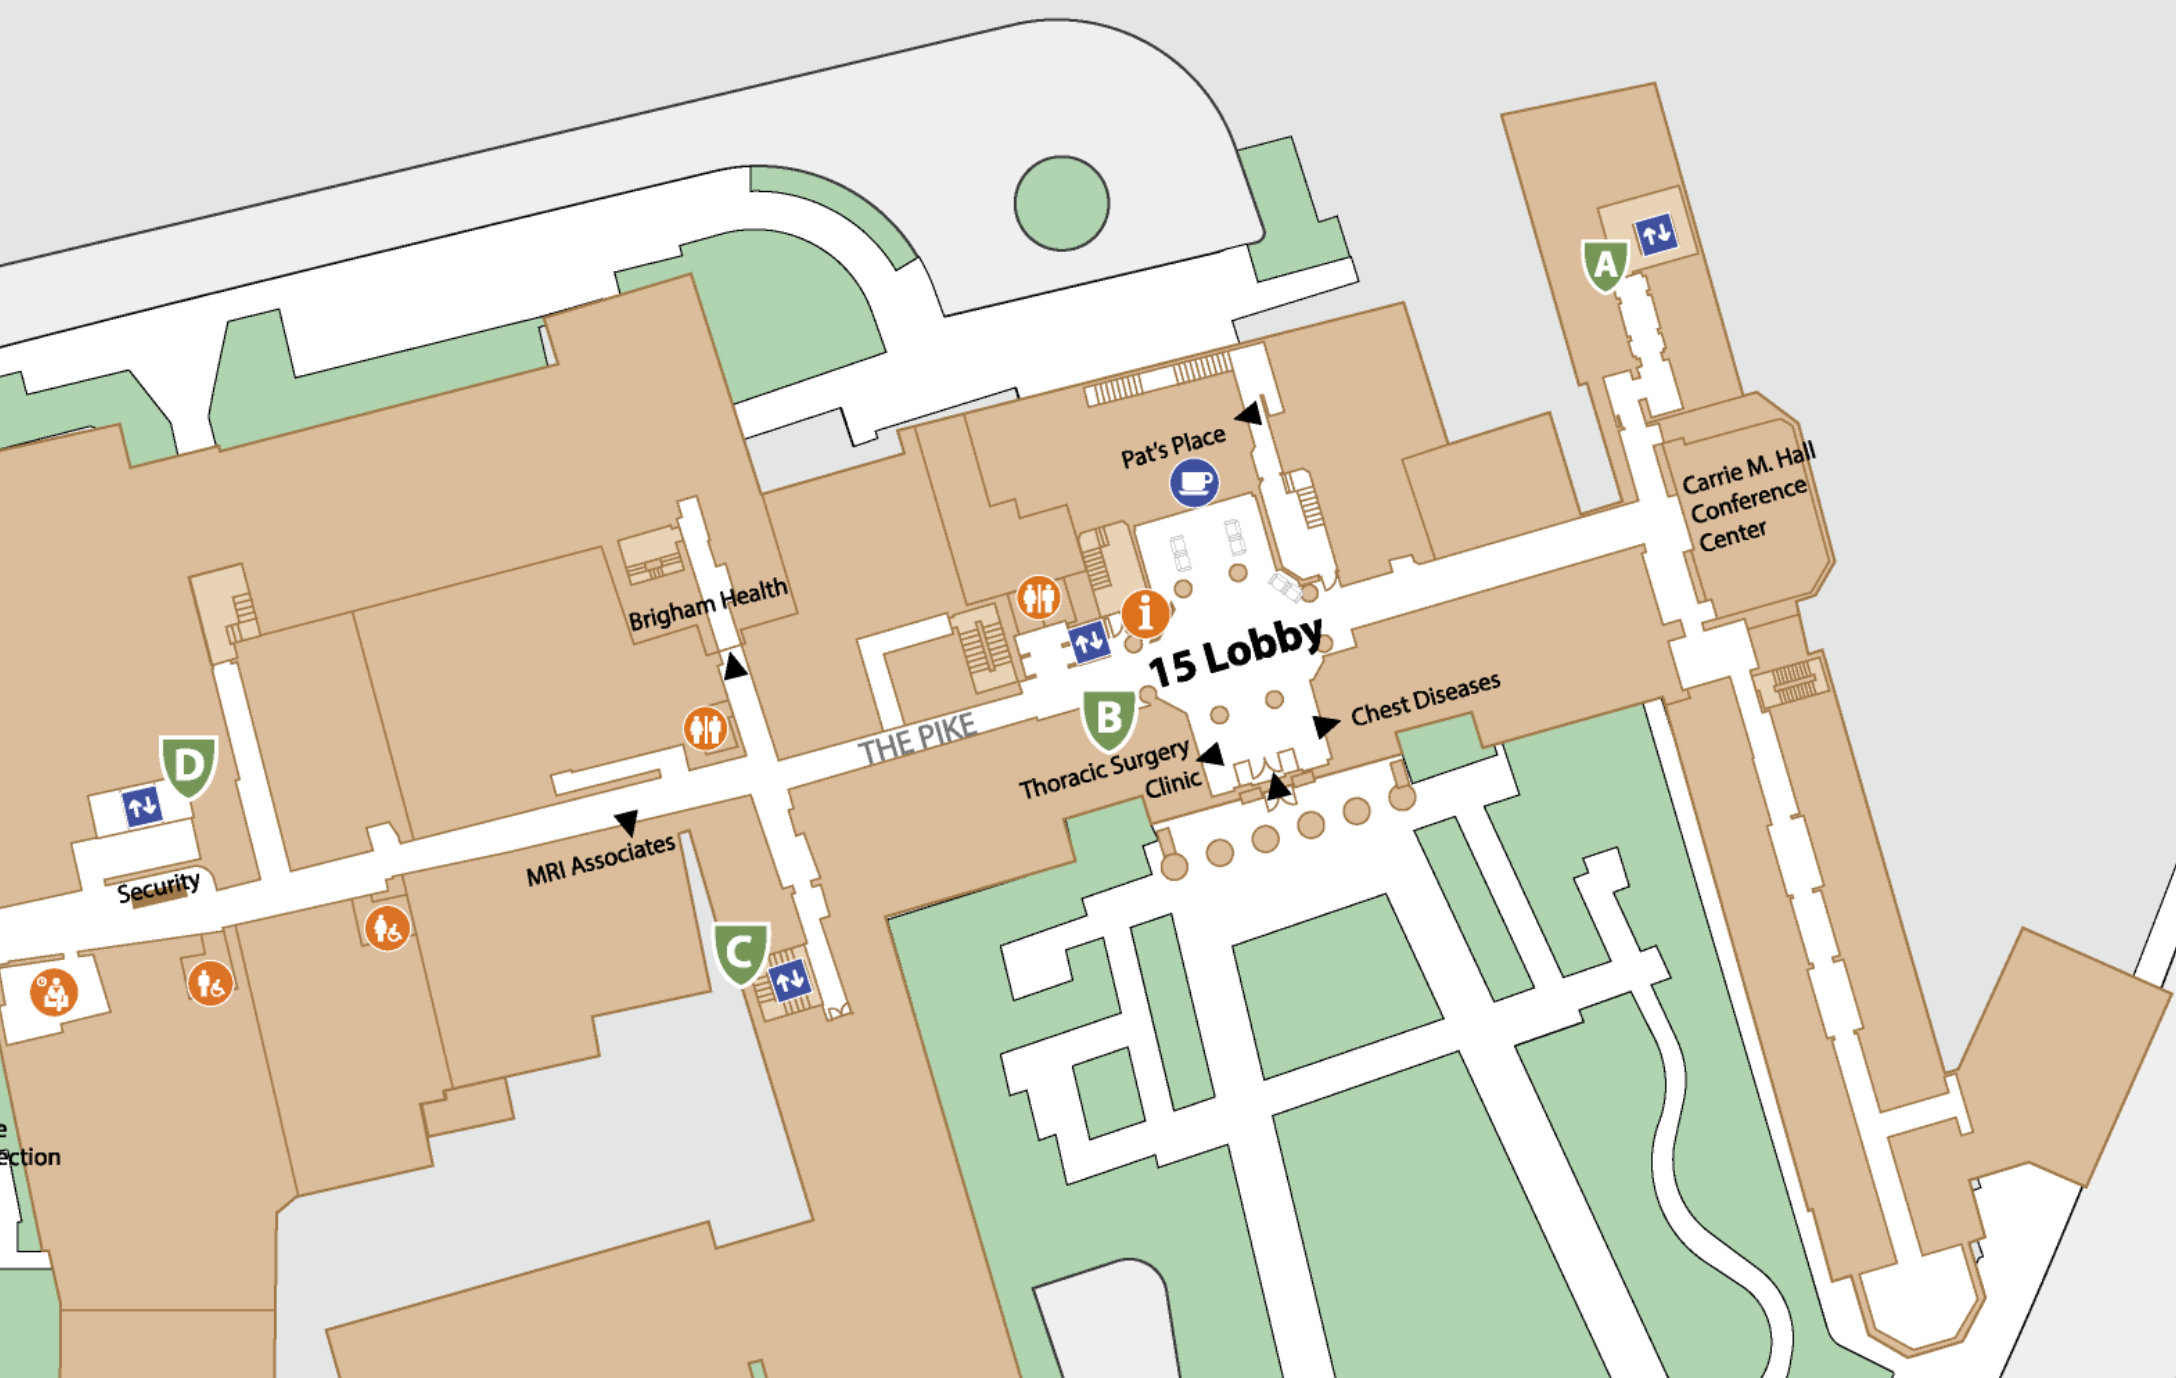 A
Carrie M. Hall
Conference
Center
Pat's Place
i
Brigham Health
15 Lobby
B
Chest Diseases
THE PIKE
Thoracic Surgery
Clinic
D
MRI Associates
Security
C
ection